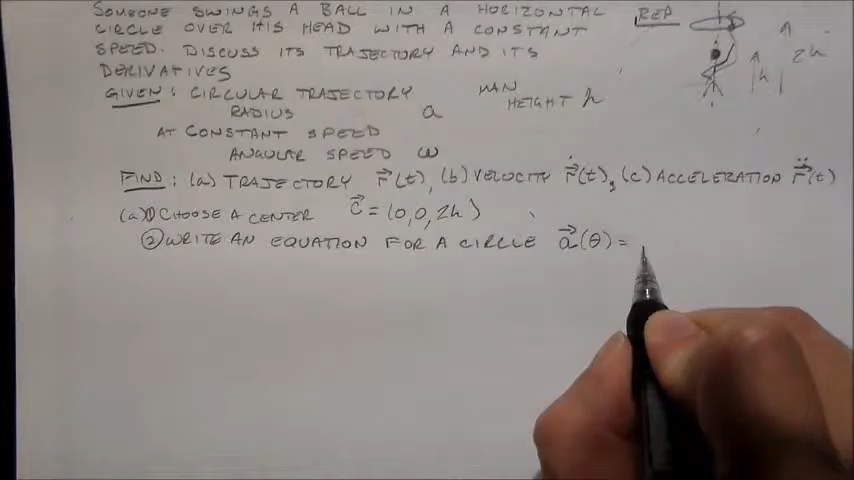 SOMEONE SWINGS A BALL IN A HORIZONTAL
CIRCLE OVER HIS HEAD WITH A CONSTANT
SPEED. DISCUSS ITS TRAJECTORY AND ITS
DERIVATIVES
REP
2h
h
GIVEN: CIRCULAR TRAJECTORY MAN
RADIUS a HEIGHT h
AT CONSTANT SPEED
ANGULAR SPEED ω
FIND: (a) TRAJECTORY r⃗(t), (b) VELOCITY ṙ⃗(t), (c) ACCELERATION r̈⃗(t)
(a) ① CHOOSE A CENTER c⃗ = (0,0,2h)
② WRITE AN EQUATION FOR A CIRCLE a⃗(θ) =